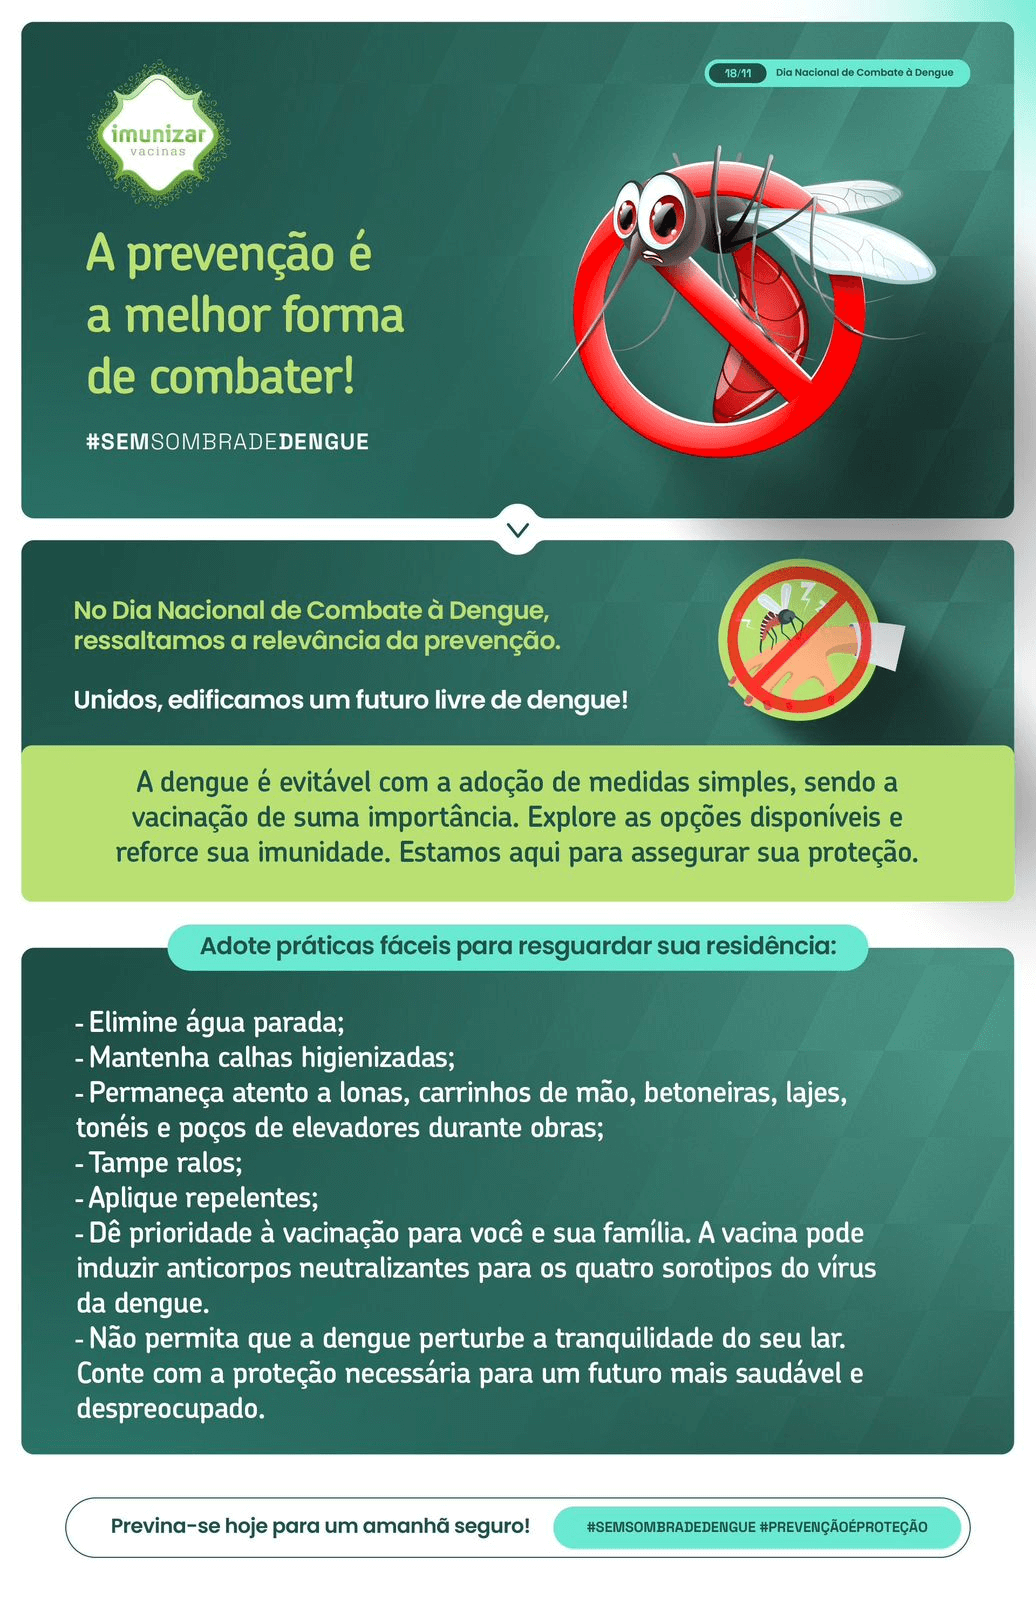 imunizar
vacinas
18/11 Dia Nacional de Combate à Dengue
A prevenção é
a melhor forma
de combater!
#SEMSOMBRADEDENGUE
No Dia Nacional de Combate à Dengue,
ressaltamos a relevância da prevenção.
Unidos, edificamos um futuro livre de dengue!
A dengue é evitável com a adoção de medidas simples, sendo a
vacinação de suma importância. Explore as opções disponíveis e
reforce sua imunidade. Estamos aqui para assegurar sua proteção.
Adote práticas fáceis para resguardar sua residência:
- Elimine água parada;
- Mantenha calhas higienizadas;
- Permaneça atento a lonas, carrinhos de mão, betoneiras, lajes,
tonéis e poços de elevadores durante obras;
- Tampe ralos;
- Aplique repelentes;
- Dê prioridade à vacinação para você e sua família. A vacina pode
induzir anticorpos neutralizantes para os quatro sorotipos do vírus
da dengue.
- Não permita que a dengue perturbe a tranquilidade do seu lar.
Conte com a proteção necessária para um futuro mais saudável e
despreocupado.
Previna-se hoje para um amanhã seguro! #SEMSOMBRADEDENGUE #PREVENÇÃOÉPROTEÇÃO